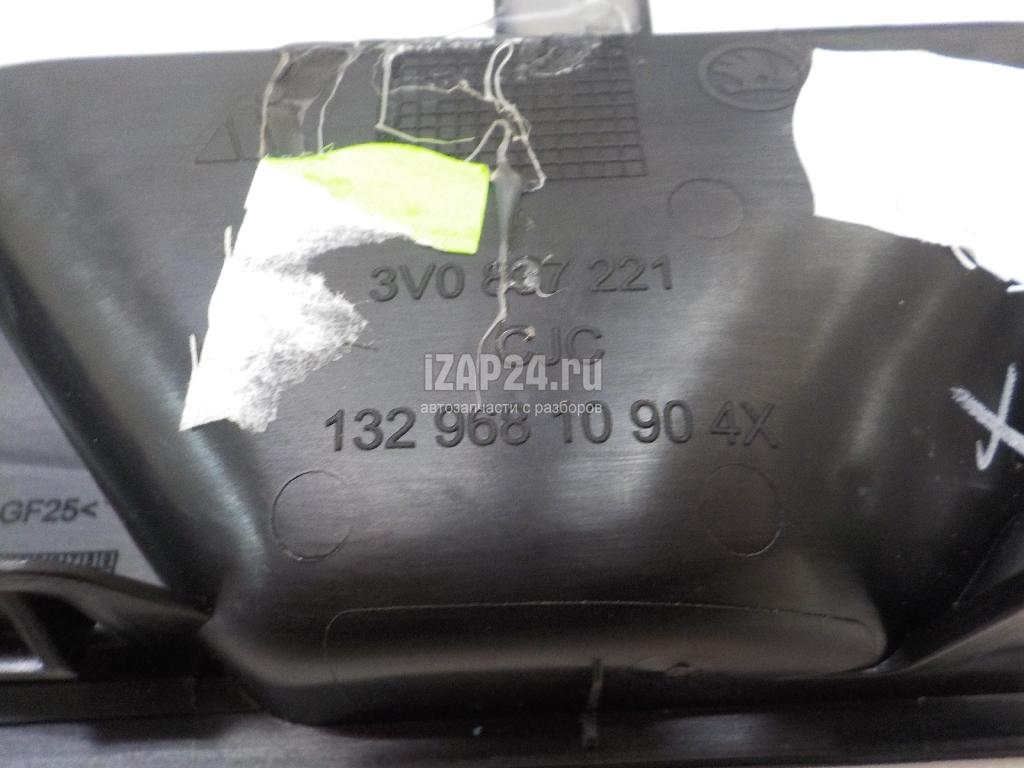 3V0 837 221
CJC
iZAP24.ru
автозапчасти с разборов
132 968 10 90 4X
GF25<
X